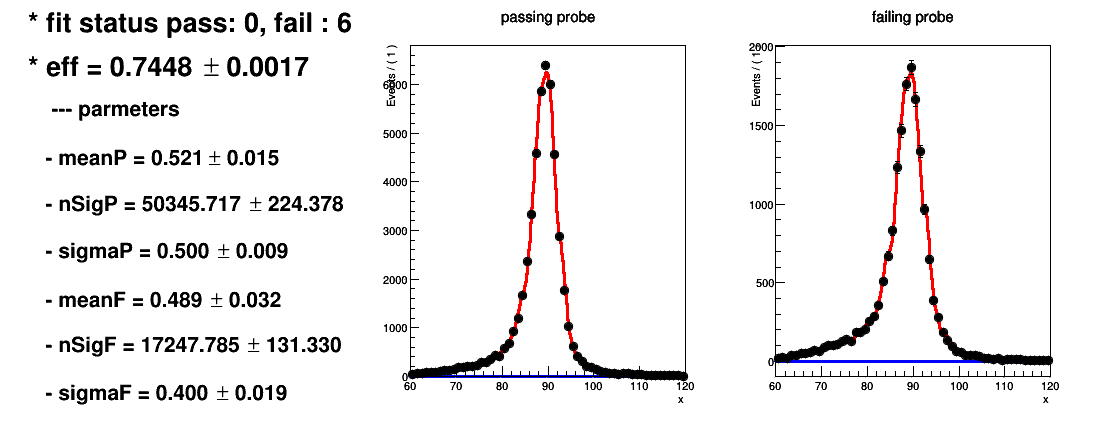 * fit status pass: 0, fail : 6
* eff = 0.7448 ± 0.0017
--- parmeters
- meanP = 0.521 ± 0.015
- nSigP = 50345.717 ± 224.378
- sigmaP = 0.500 ± 0.009
- meanF = 0.489 ± 0.032
- nSigF = 17247.785 ± 131.330
- sigmaF = 0.400 ± 0.019
passing probe
Events / ( 1 )
6000
5000
4000
3000
2000
1000
0
60 70 80 90 100 110 120
x
failing probe
Events / ( 1 )
2000
1500
1000
500
0
60 70 80 90 100 110 120
x